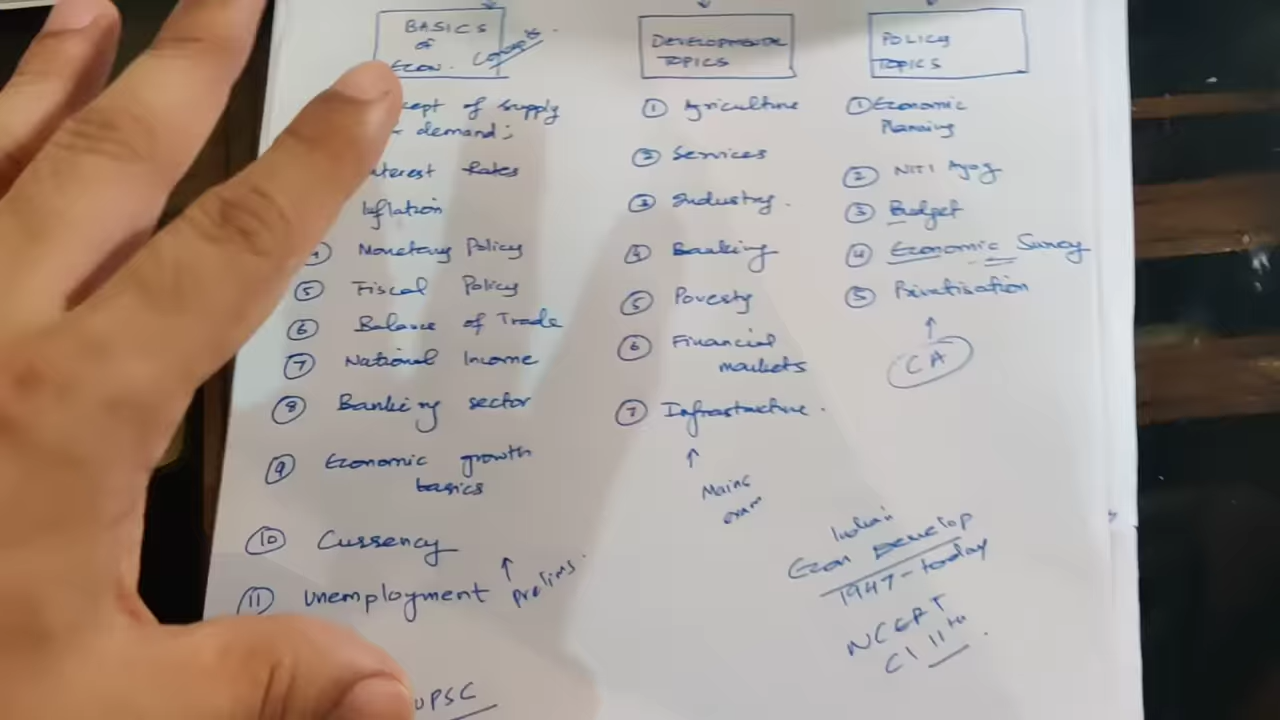 BASICS
of
ECON.
DEVELOPMENTAL
TOPICS
POLICY
TOPICS
cept of supply
demand;
terest Rates
Inflation
4 Monetary Policy
5 Fiscal Policy
6 Balance of Trade
7 National Income
8 Banking sector
9 Economic growth
basics
10 Currency
11 Unemployment
prelims.
UPSC
1 Agriculture
2 Services
3 Industry.
4 Banking
5 Poverty
6 Financial
markets
7 Infrastructure.
Mains
exam
1 Economic
Planning
2 NITI Ayog
3 Budget
4 Economic Survey
5 Privatisation
CA
Indian
Econ Develop
1947-today
NCERT
Cl 11th